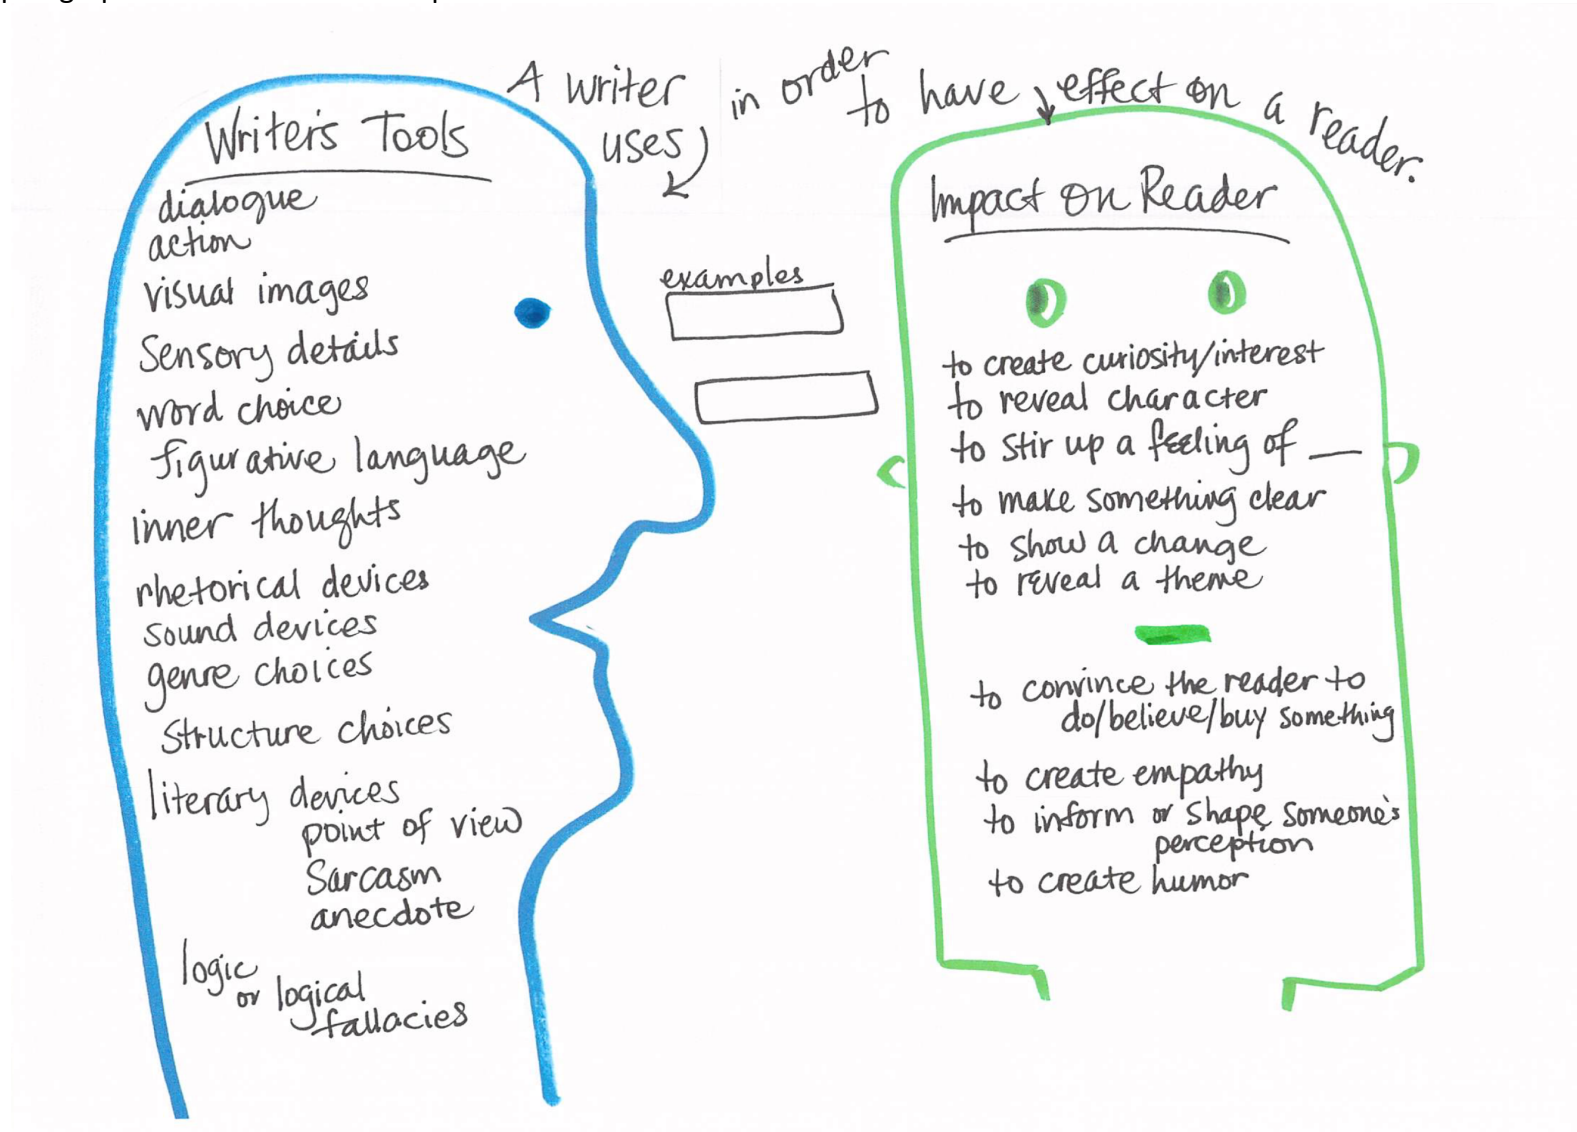 A writer uses in order to have effect on a reader.
Writer's Tools
dialogue
action
visual images
Sensory details
word choice
figurative language
inner thoughts
rhetorical devices
sound devices
genre choices
structure choices
literary devices
point of view
Sarcasm
anecdote
logic
or logical
fallacies
examples
Impact on Reader
to create curiosity/interest
to reveal character
to stir up a feeling of __
to make something clear
to show a change
to reveal a theme
to convince the reader to
do/believe/buy something
to create empathy
to inform or shape someone's
perception
to create humor